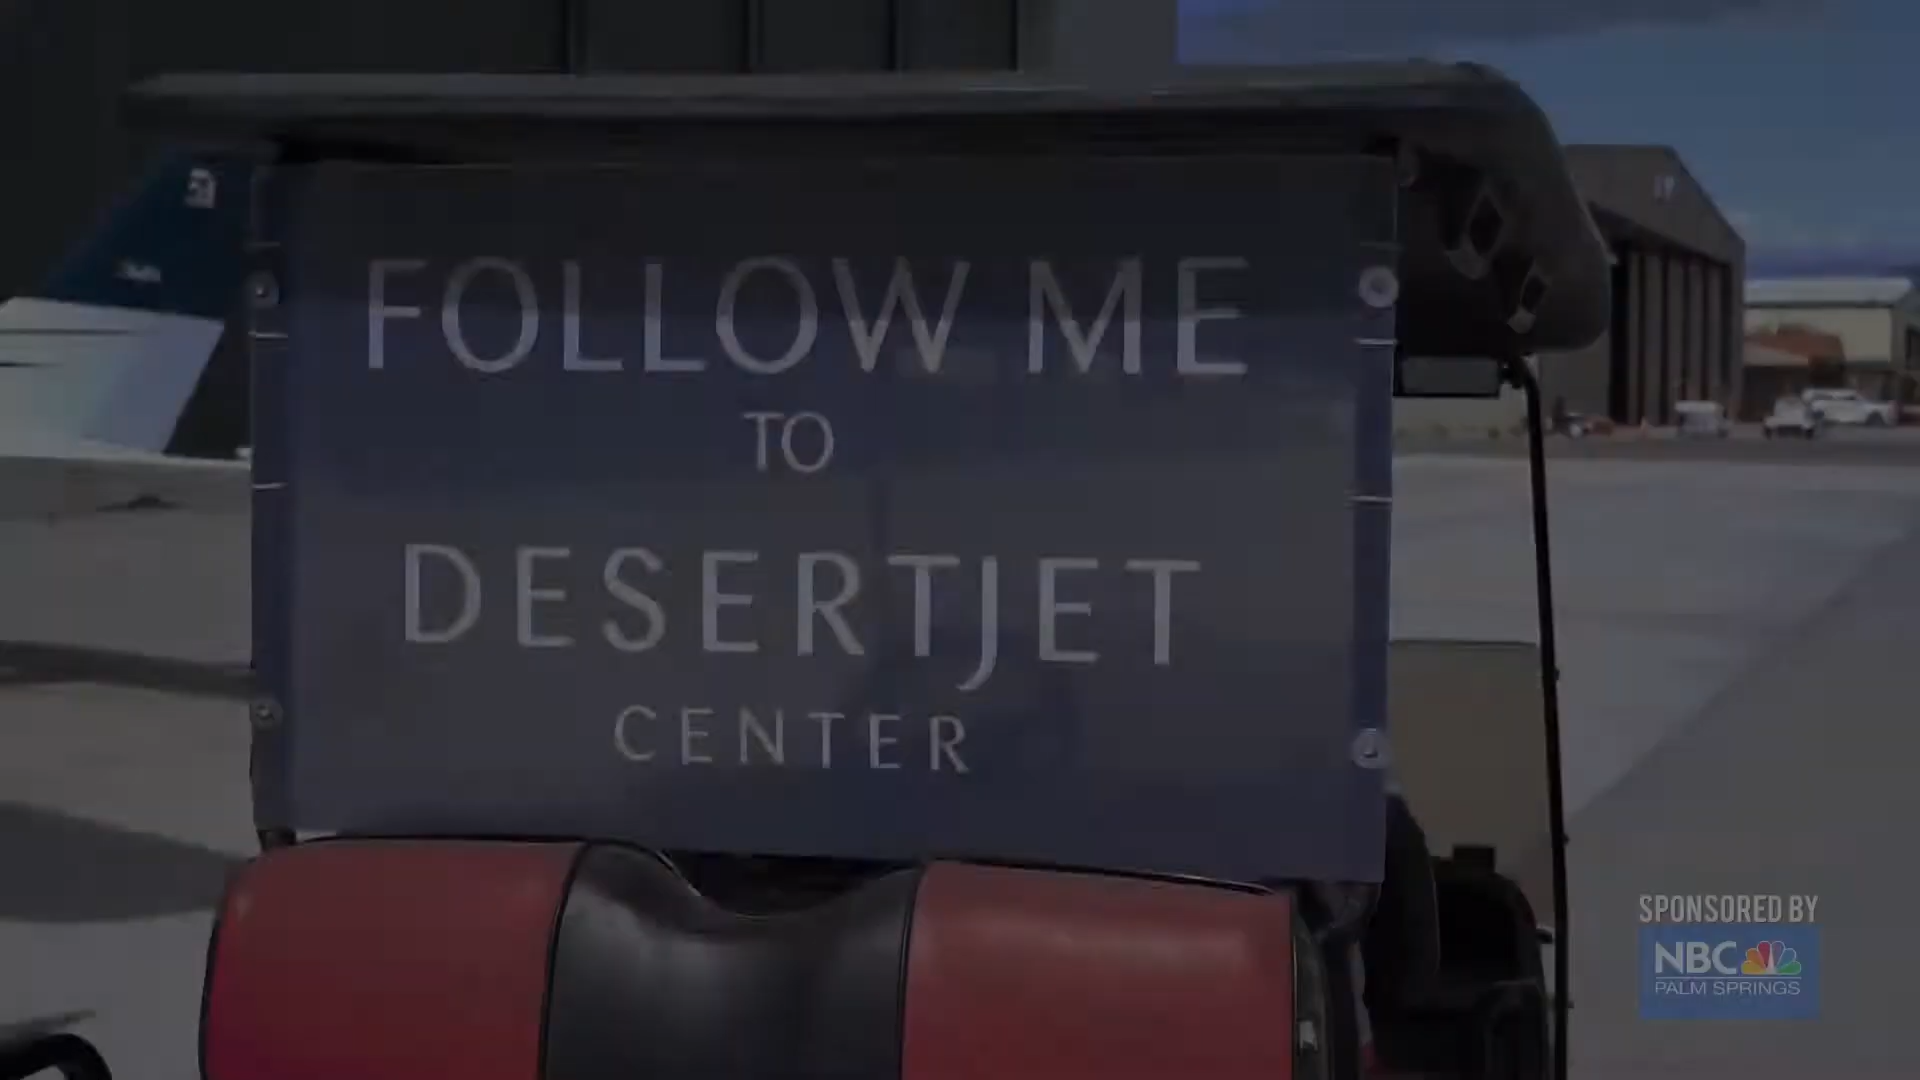 FOLLOW ME
TO
DESERTJET
CENTER
SPONSORED BY
NBC
PALM SPRINGS